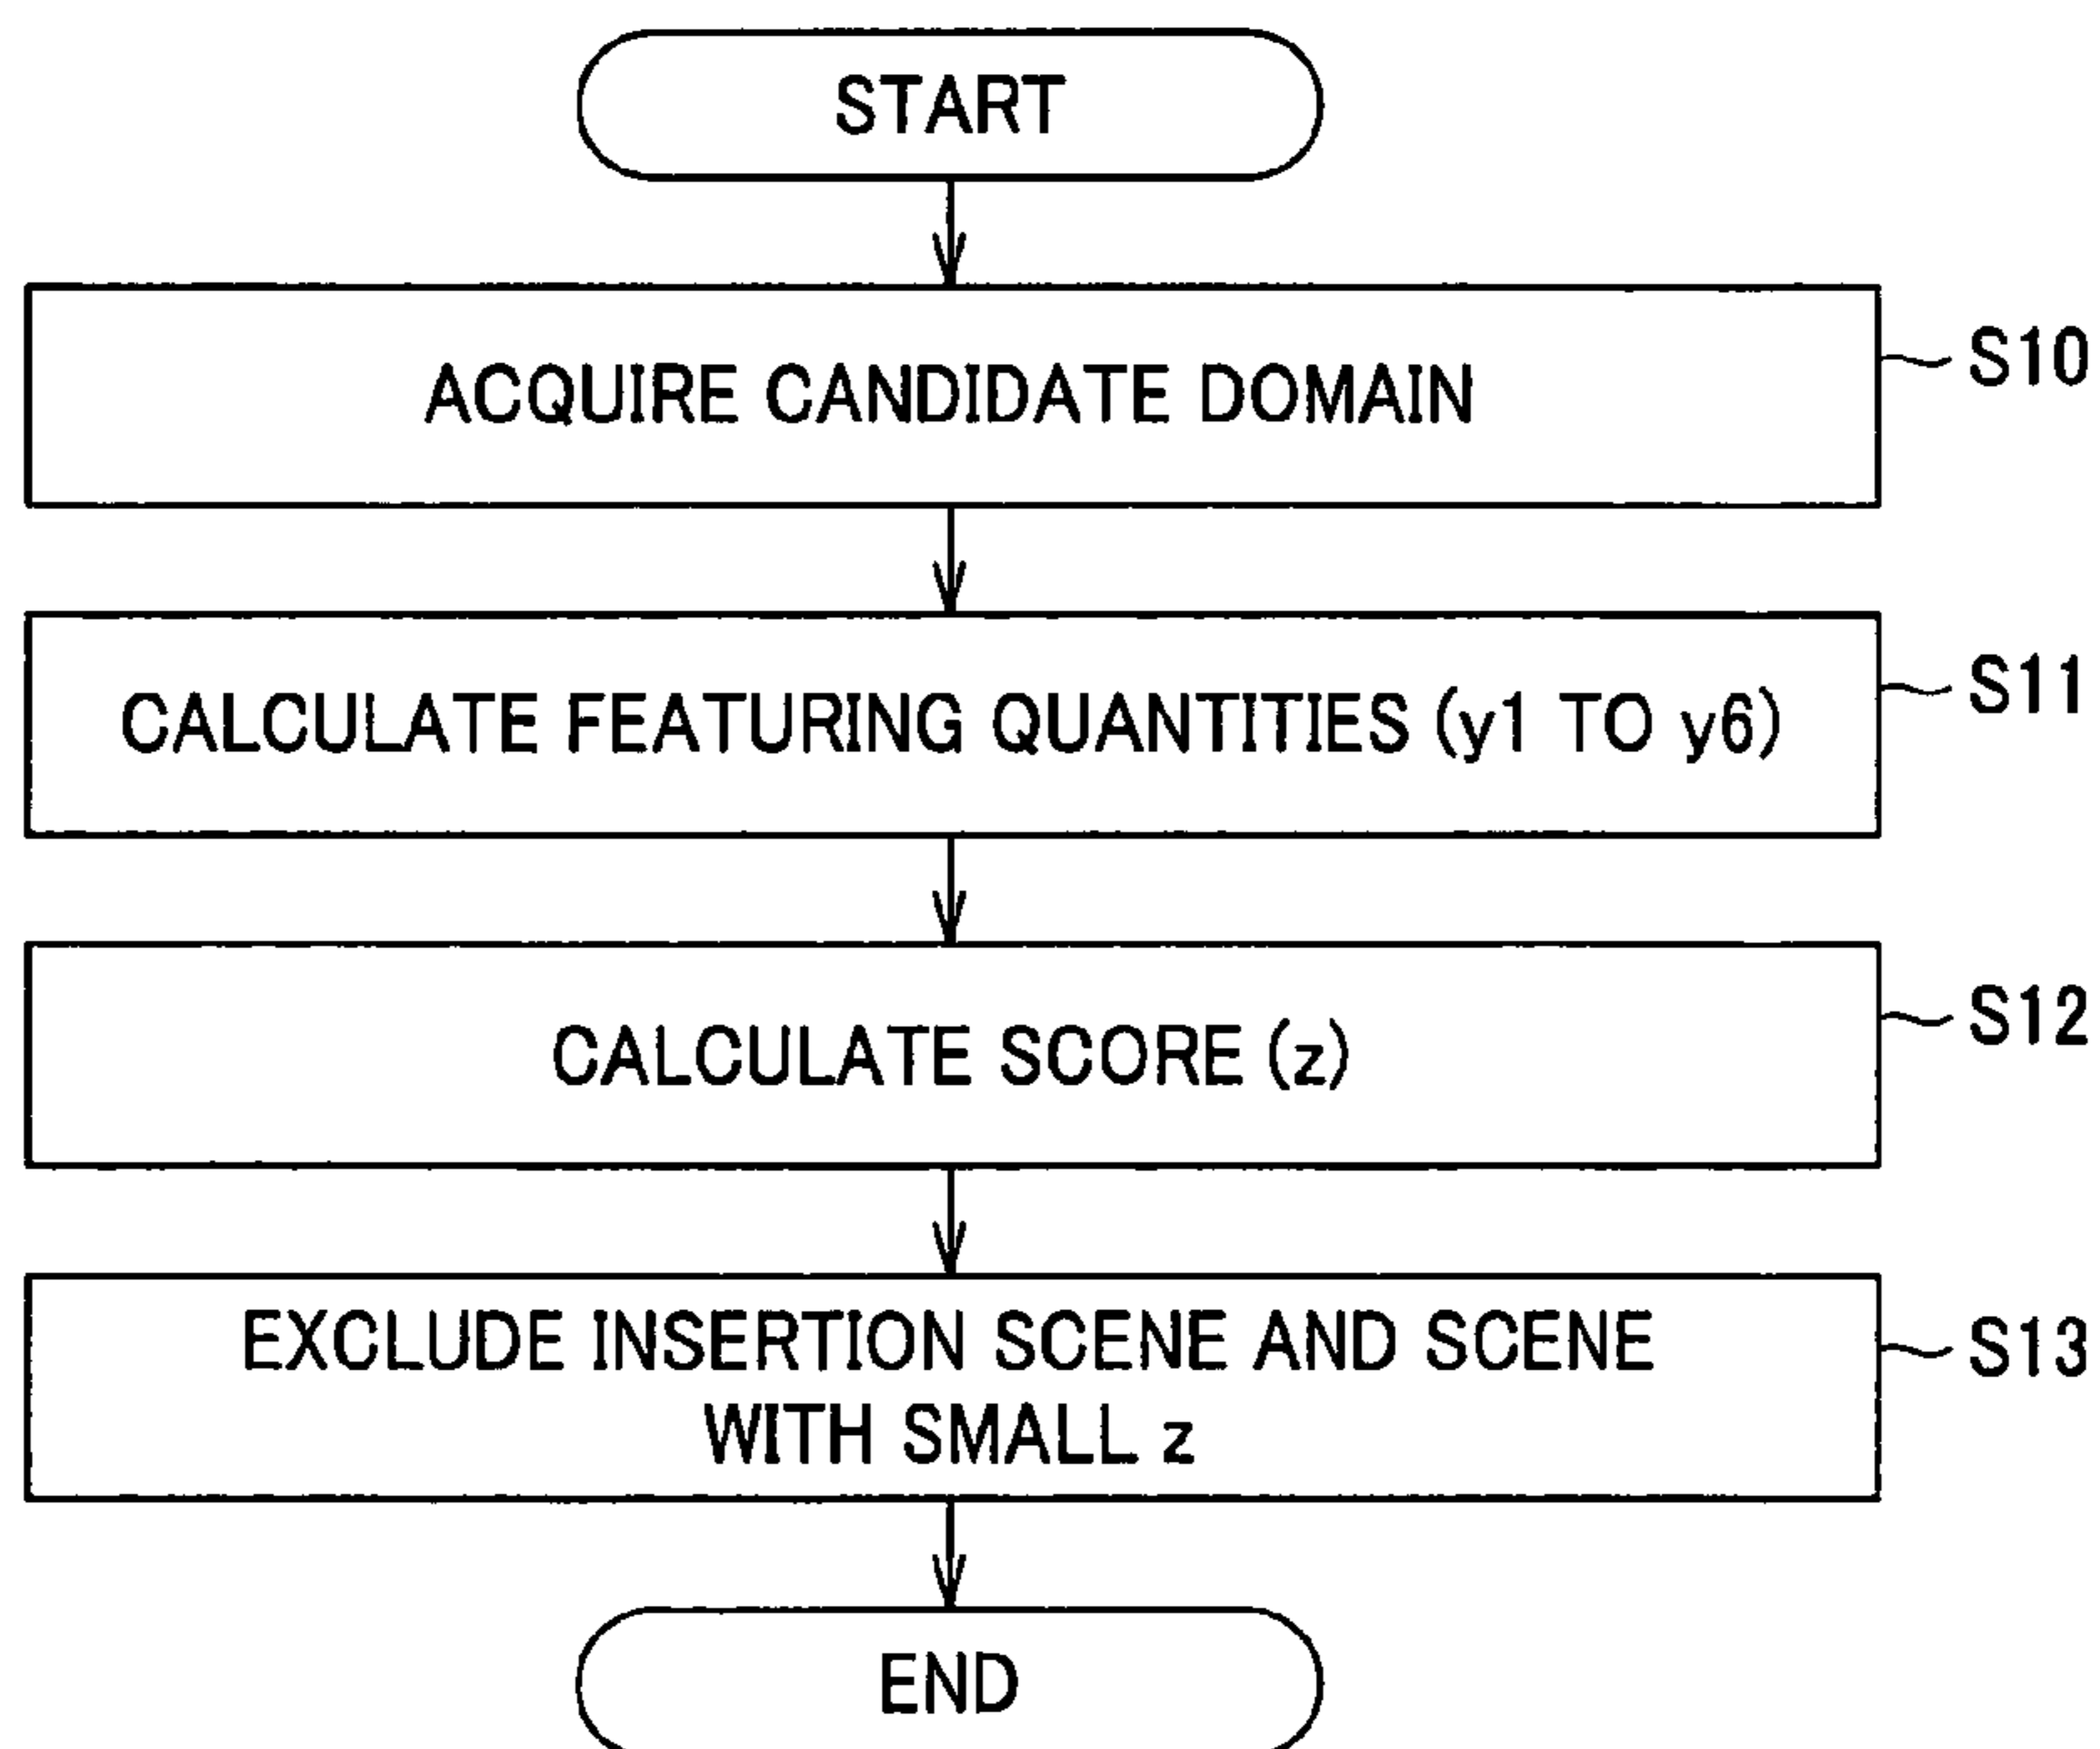 START
ACQUIRE CANDIDATE DOMAIN
S10
CALCULATE FEATURING QUANTITIES (y1 TO y6)
S11
CALCULATE SCORE (z)
S12
EXCLUDE INSERTION SCENE AND SCENE
WITH SMALL z
S13
END